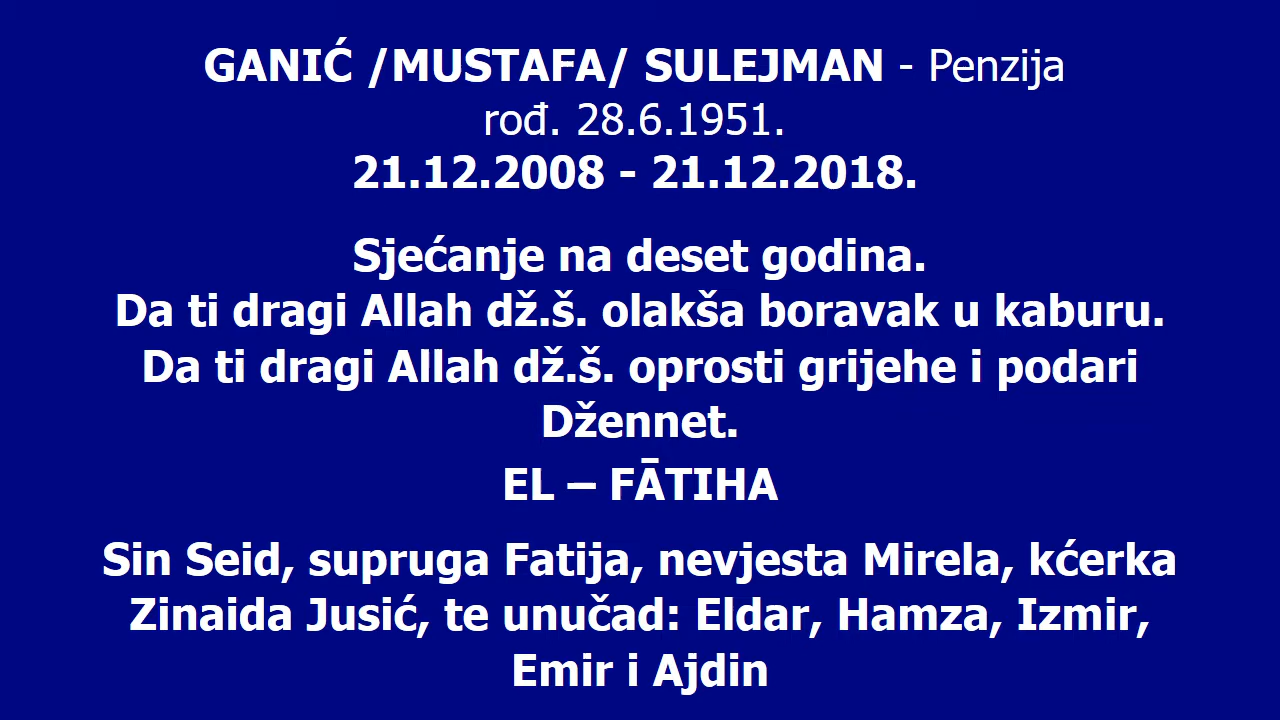 GANIĆ /MUSTAFA/ SULEJMAN - Penzija
rođ. 28.6.1951.
21.12.2008 - 21.12.2018.
Sjećanje na deset godina.
Da ti dragi Allah dž.š. olakša boravak u kaburu.
Da ti dragi Allah dž.š. oprosti grijehe i podari
Džennet.
EL – FĀTIHA
Sin Seid, supruga Fatija, nevjesta Mirela, kćerka
Zinaida Jusić, te unučad: Eldar, Hamza, Izmir,
Emir i Ajdin